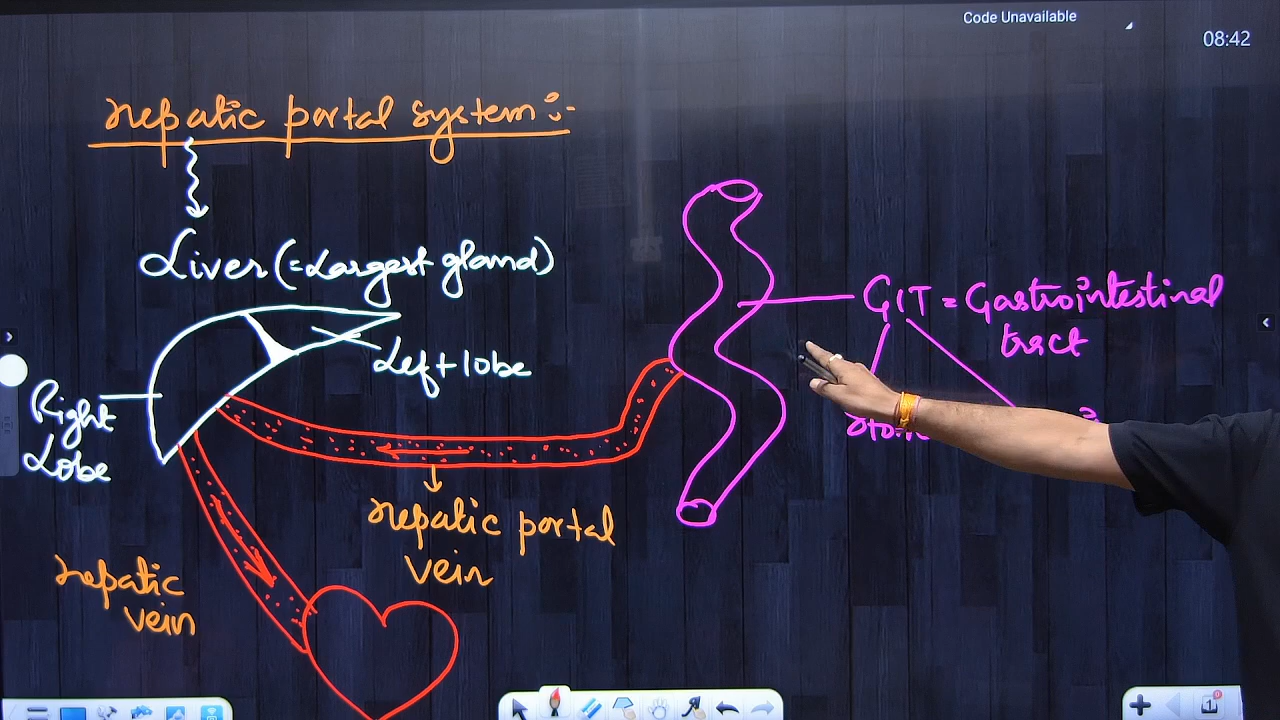 Code Unavailable
08:42
Hepatic portal system :-
Liver (=Largest gland)
Left lobe
Right
Lobe
GIT = Gastrointestinal
tract
Hepatic portal
vein
Hepatic
vein